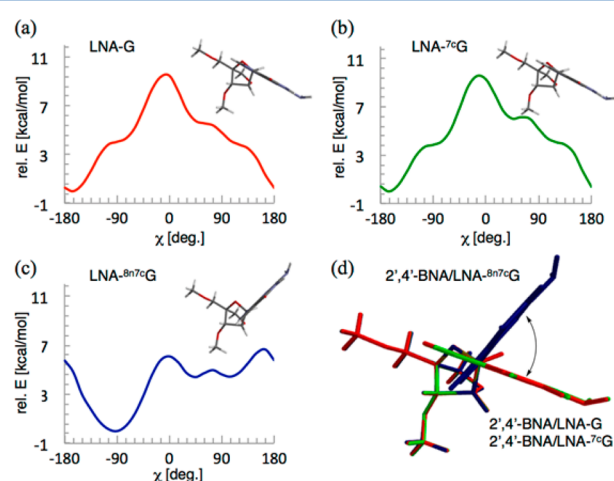 (a)
LNA-G
rel. E [kcal/mol]
11
7
3
-1
-180 -90 0 90 180
χ [deg.]
(b)
LNA-⁷ᶜG
rel. E [kcal/mol]
11
7
3
-1
-180 -90 0 90 180
χ [deg.]
(c)
LNA-⁸ⁿ⁷ᶜG
rel. E [kcal/mol]
11
7
3
-1
-180 -90 0 90 180
χ [deg.]
(d)
2',4'-BNA/LNA-⁸ⁿ⁷ᶜG
2',4'-BNA/LNA-G
2',4'-BNA/LNA-⁷ᶜG